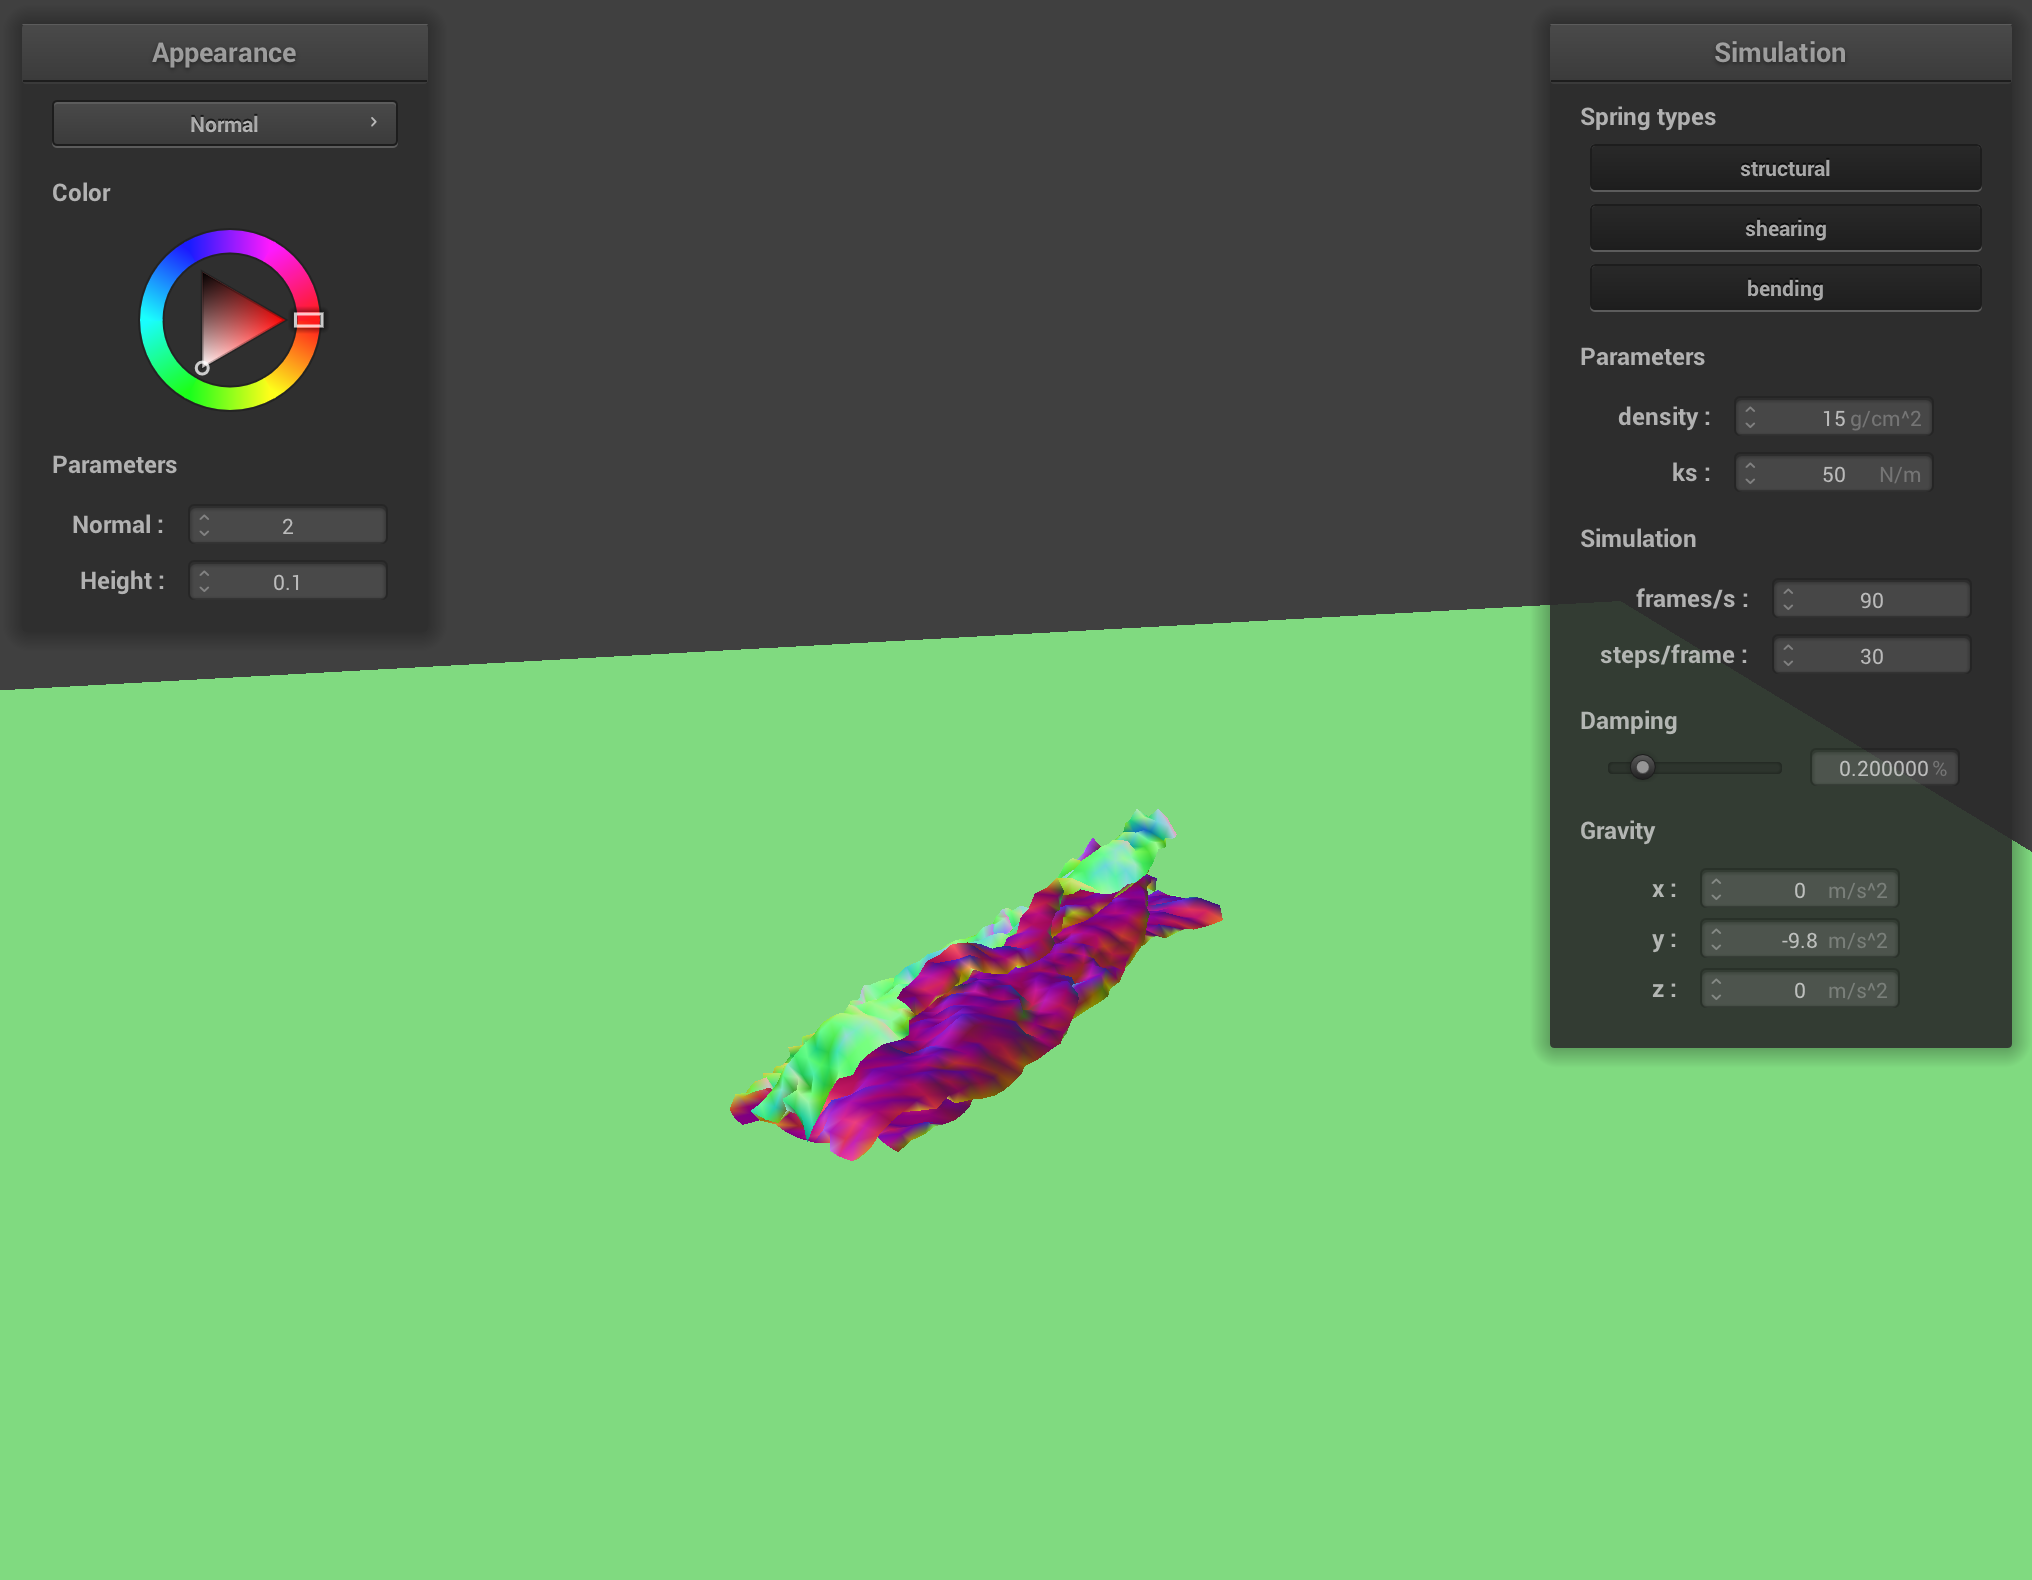 Appearance
Normal
Color
Parameters
Normal :
2
Height :
0.1
Simulation
Spring types
structural
shearing
bending
Parameters
density :
15 g/cm^2
ks :
50 N/m
Simulation
frames/s :
90
steps/frame :
30
Damping
0.200000 %
Gravity
x :
0 m/s^2
y :
-9.8 m/s^2
z :
0 m/s^2